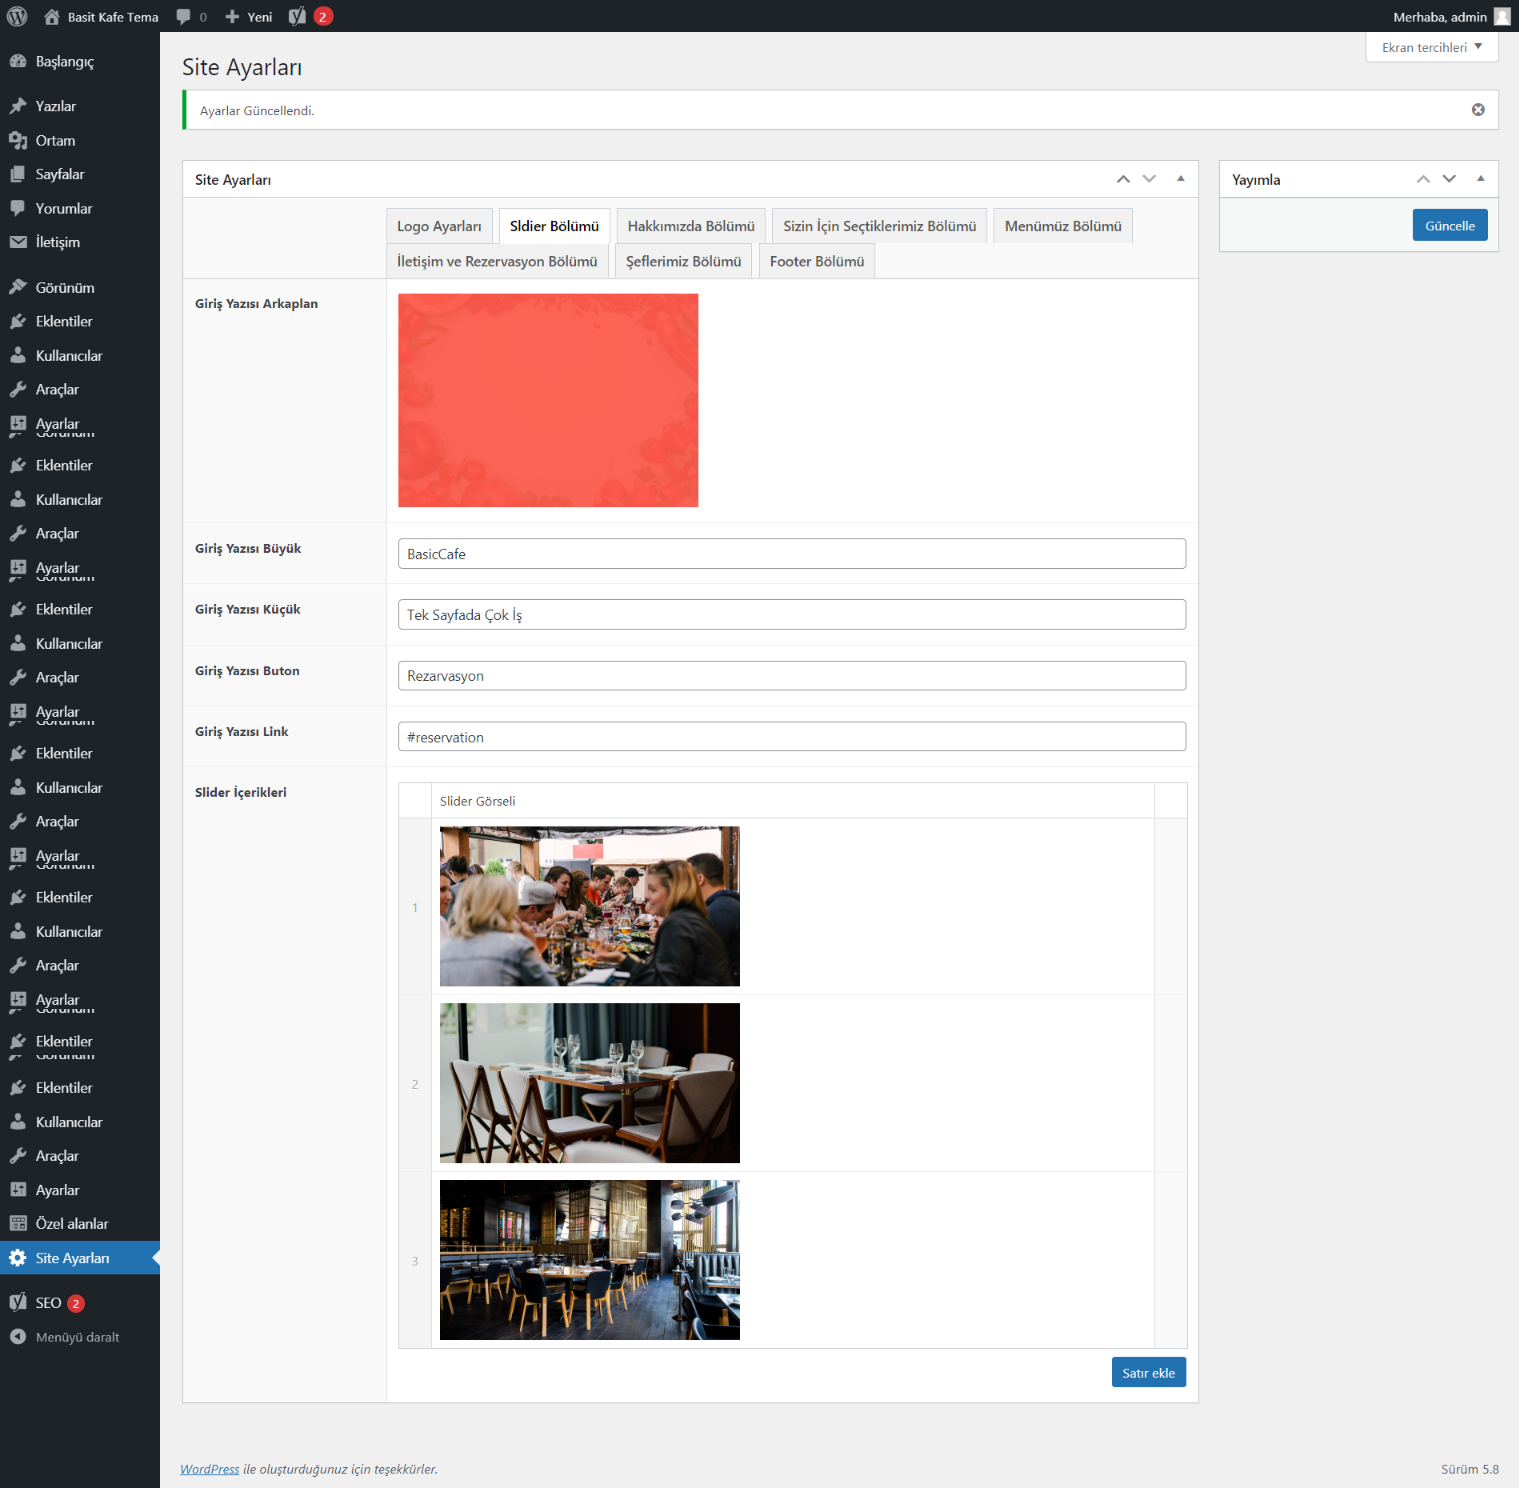 Basit Kafe Tema 0 Yeni 2 Merhaba, admin
Ekran tercihleri
Başlangıç
Yazılar
Ortam
Sayfalar
Yorumlar
İletişim
Görünüm
Eklentiler
Kullanıcılar
Araçlar
Ayarlar
Görünüm
Eklentiler
Kullanıcılar
Araçlar
Ayarlar
Görünüm
Eklentiler
Kullanıcılar
Araçlar
Ayarlar
Görünüm
Eklentiler
Kullanıcılar
Araçlar
Ayarlar
Görünüm
Eklentiler
Kullanıcılar
Araçlar
Ayarlar
Görünüm
Eklentiler
Görünüm
Eklentiler
Kullanıcılar
Araçlar
Ayarlar
Özel alanlar
Site Ayarları
SEO 2
Menüyü daralt
Site Ayarları
Ayarlar Güncellendi.
Site Ayarları
Logo Ayarları Sldier Bölümü Hakkımızda Bölümü Sizin İçin Seçtiklerimiz Bölümü Menümüz Bölümü
İletişim ve Rezervasyon Bölümü Şeflerimiz Bölümü Footer Bölümü
Giriş Yazısı Arkaplan
Giriş Yazısı Büyük
BasicCafe
Giriş Yazısı Küçük
Tek Sayfada Çok İş
Giriş Yazısı Buton
Rezarvasyon
Giriş Yazısı Link
#reservation
Slider İçerikleri
Slider Görseli
1
2
3
Satır ekle
Yayımla
Güncelle
WordPress ile oluşturduğunuz için teşekkürler.
Sürüm 5.8